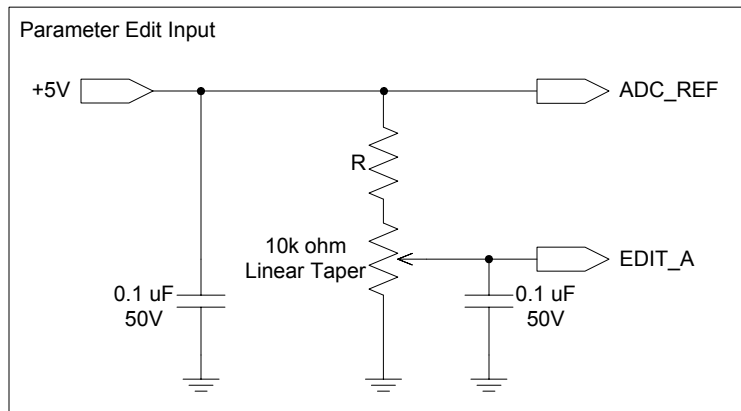 Parameter Edit Input
+5V
ADC_REF
R
10k ohm
Linear Taper
EDIT_A
0.1 uF
50V
0.1 uF
50V